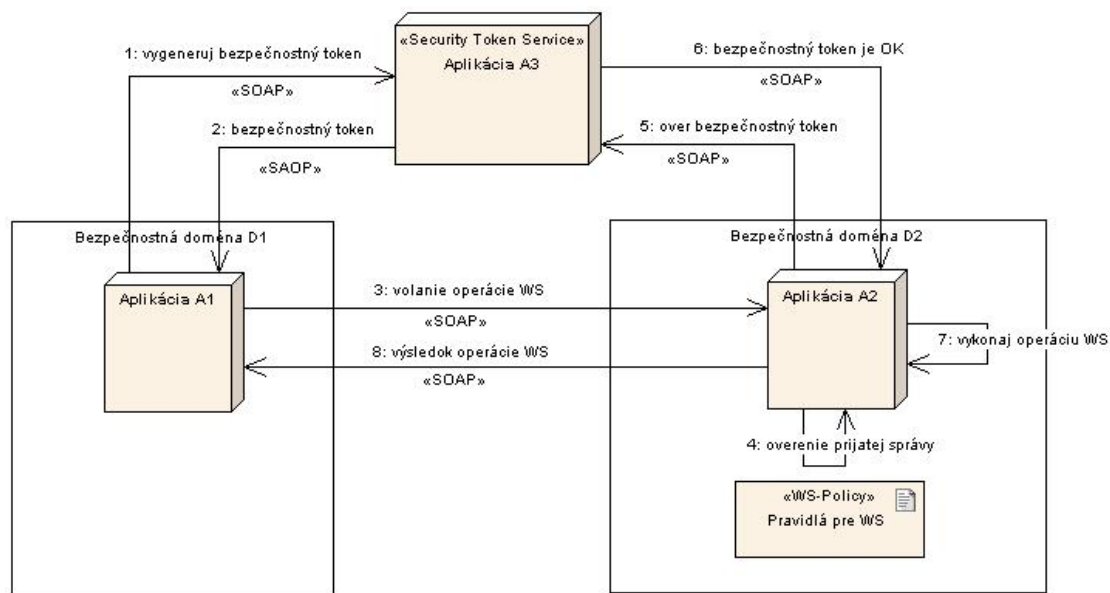 1: vygeneruj bezpečnostný token
«SOAP»
«Security Token Service»
Aplikácia A3
6: bezpečnostný token je OK
«SOAP»
2: bezpečnostný token
«SAOP»
5: over bezpečnostný token
«SOAP»
Bezpečnostná doména D1
Bezpečnostná doména D2
Aplikácia A1
3: volanie operácie WS
«SOAP»
Aplikácia A2
8: výsledok operácie WS
«SOAP»
7: vykonaj operáciu WS
4: overenie prijatej správy
«WS-Policy»
Pravidlá pre WS